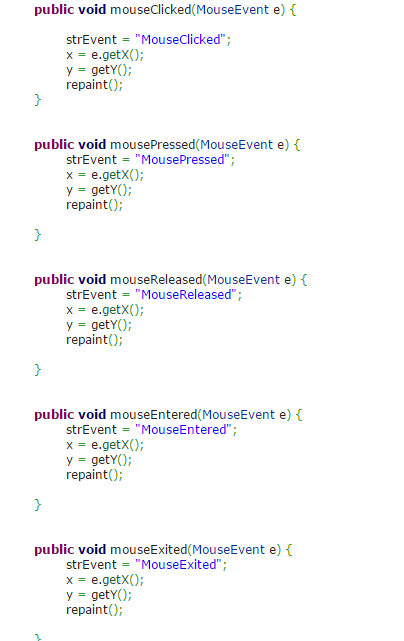 public void mouseClicked(MouseEvent e) {
strEvent = "MouseClicked";
x = e.getX();
y = getY();
repaint();
}
public void mousePressed(MouseEvent e) {
strEvent = "MousePressed";
x = e.getX();
y = getY();
repaint();
}
public void mouseReleased(MouseEvent e) {
strEvent = "MouseReleased";
x = e.getX();
y = getY();
repaint();
}
public void mouseEntered(MouseEvent e) {
strEvent = "MouseEntered";
x = e.getX();
y = getY();
repaint();
}
public void mouseExited(MouseEvent e) {
strEvent = "MouseExited";
x = e.getX();
y = getY();
repaint();
}